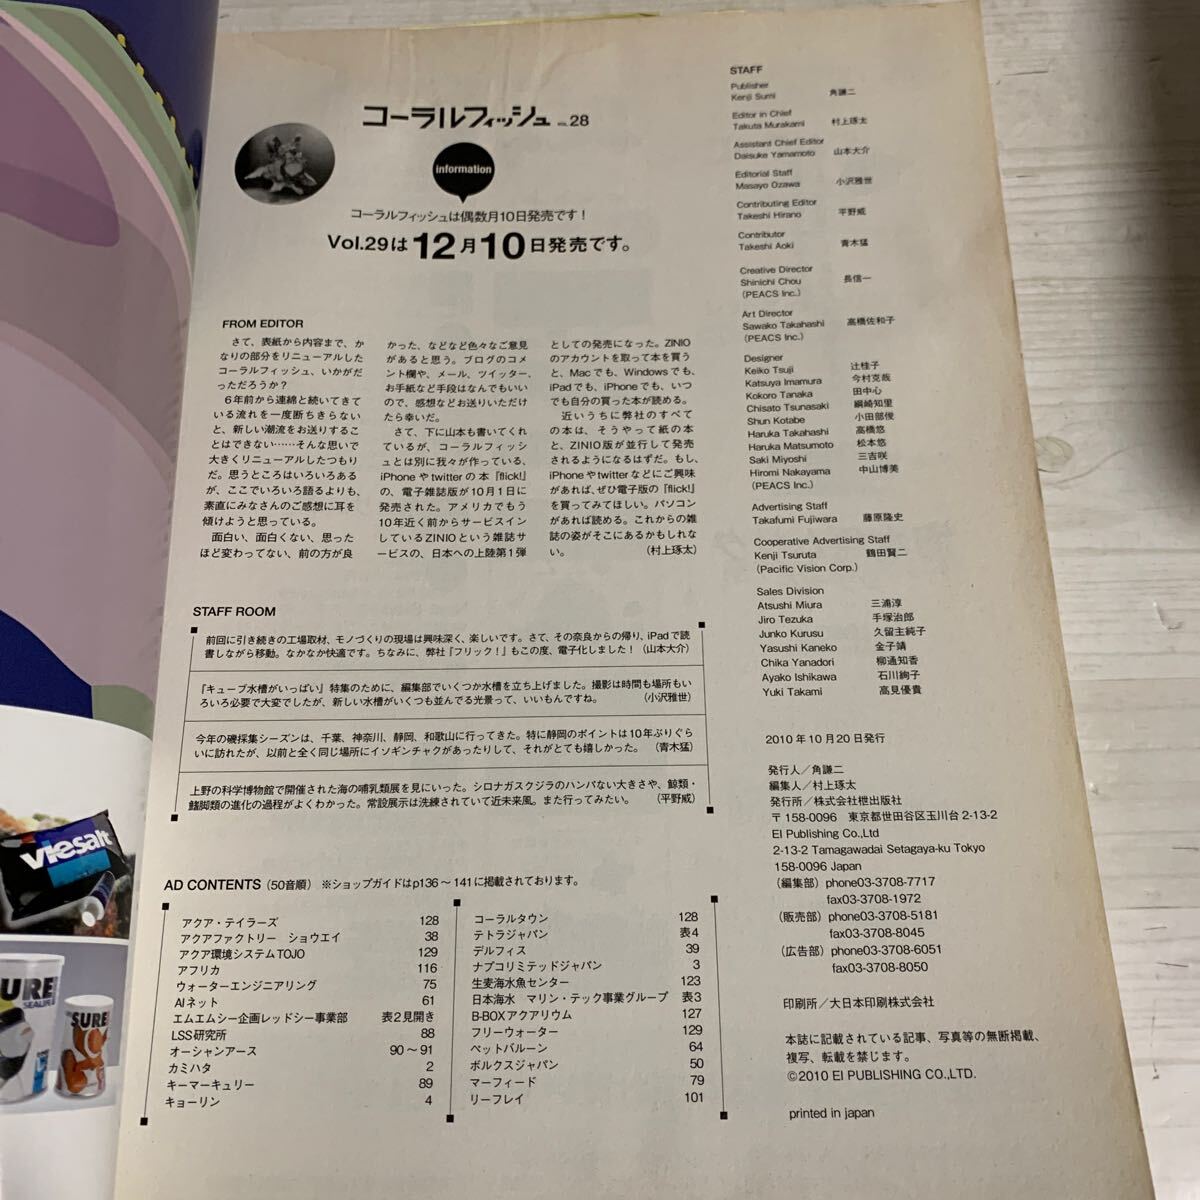 コーラルフィッシュ VOL.28
information
コーラルフィッシュは偶数月10日発売です！
Vol.29は12月10日発売です。
FROM EDITOR
さて、表紙から内容まで、か
なりの部分をリニューアルした
コーラルフィッシュ、いかがだ
っただろうか？
６年前から連綿と続いてきて
いる流れを一度断ちきらない
と、新しい潮流をお送りするこ
とはできない……そんな思いで
大きくリニューアルしたつもり
だ。思うところはいろいろある
が、ここでいろいろ語るよりも、
素直にみなさんのご感想に耳を
傾けようと思っている。
面白い、面白くない、思った
ほど変わってない、前の方が良
かった、などなど色々なご意見
があると思う。ブログのコメ
ント欄や、メール、ツイッター、
お手紙など手段はなんでもいい
ので、感想などお送りいただけ
たら幸いだ。
さて、下に山本も書いてくれ
ているが、コーラルフィッシ
ュとは別に我々が作っている、
iPhoneやtwitterの本『flick!』
の、電子雑誌版が10月1日に
発売された。アメリカでもう
10年近く前からサービスイン
しているZINIOという雑誌サ
ービスの、日本への上陸第１弾
としての発売になった。ZINIO
のアカウントを取って本を買う
と、Macでも、Windowsでも、
iPadでも、iPhoneでも、いつ
でも自分の買った本が読める。
近いうちに弊社のすべて
の本は、そうやって紙の本
と、ZINIO版が並行して発売
されるようになるはずだ。もし、
iPhoneやtwitterなどにご興味
があれば、ぜひ電子版の『flick!』
を買ってみてほしい。パソコン
があれば読める。これからの雑
誌の姿がそこにあるかもしれな
い。（村上琢太）
STAFF ROOM
前回に引き続きの工場取材、モノづくりの現場は興味深く、楽しいです。さて、その奈良からの帰り、iPadで読
書しながら移動。なかなか快適です。ちなみに、弊社『フリック！』もこの度、電子化しました！（山本大介）
『キューブ水槽がいっぱい』特集のために、編集部でいくつか水槽を立ち上げました。撮影は時間も場所もい
ろいろ必要で大変でしたが、新しい水槽がいくつも並んでる光景って、いいもんですね。（小沢雅世）
今年の磯採集シーズンは、千葉、神奈川、静岡、和歌山に行ってきた。特に静岡のポイントは10年ぶりぐら
いに訪れたが、以前と全く同じ場所にイソギンチャクがあったりして、それがとても嬉しかった。（青木猛）
上野の科学博物館で開催された海の哺乳類展を見にいった。シロナガスクジラのハンパない大きさや、鯨類・
鰭脚類の進化の過程がよくわかった。常設展示は洗練されていて近未来風。また行ってみたい。（平野威）
AD CONTENTS（50音順）※ショップガイドはp136～141に掲載されております。
アクア・テイラーズ 128
アクアファクトリー　ショウエイ 38
アクア環境システムTOJO 129
アフリカ 116
ウォーターエンジニアリング 75
AIネット 61
エムエムシー企画レッドシー事業部 表2見開き
LSS研究所 88
オーシャンアース 90～91
カミハタ 2
キーマーキュリー 89
キョーリン 4
コーラルタウン 128
テトラジャパン 表4
デルフィス 39
ナプコリミテッドジャパン 3
生麦海水魚センター 123
日本海水　マリン・テック事業グループ 表3
B-BOXアクアリウム 127
フリーウォーター 129
ペットバルーン 64
ボルクスジャパン 50
マーフィード 79
リーフレイ 101
STAFF
Publisher
Kenji Sumi 角謙二
Editor in Chief
Takuta Murakami 村上琢太
Assistant Chief Editor
Daisuke Yamamoto 山本大介
Editorial Staff
Masayo Ozawa 小沢雅世
Contributing Editor
Takeshi Hirano 平野威
Contributor
Takeshi Aoki 青木猛
Creative Director
Shinichi Chou 長信一
(PEACS Inc.)
Art Director
Sawako Takahashi 高橋佐和子
(PEACS Inc.)
Designer
Keiko Tsuji 辻桂子
Katsuya Imamura 今村克哉
Kokoro Tanaka 田中心
Chisato Tsunasaki 綱崎知里
Shun Kotabe 小田部俊
Haruka Takahashi 高橋悠
Haruka Matsumoto 松本悠
Saki Miyoshi 三吉咲
Hiromi Nakayama 中山博美
(PEACS Inc.)
Advertising Staff
Takafumi Fujiwara 藤原隆史
Cooperative Advertising Staff
Kenji Tsuruta 鶴田賢二
(Pacific Vision Corp.)
Sales Division
Atsushi Miura 三浦淳
Jiro Tezuka 手塚治郎
Junko Kurusu 久留主純子
Yasushi Kaneko 金子靖
Chika Yanadori 柳通知香
Ayako Ishikawa 石川絢子
Yuki Takami 高見優貴
2010年10月20日発行
発行人／角謙二
編集人／村上琢太
発行所／株式会社枻出版社
〒158-0096　東京都世田谷区玉川台2-13-2
EI Publishing Co.,Ltd
2-13-2 Tamagawadai Setagaya-ku Tokyo
158-0096 Japan
（編集部）phone03-3708-7717
fax03-3708-1972
（販売部）phone03-3708-5181
fax03-3708-8045
（広告部）phone03-3708-6051
fax03-3708-8050
印刷所／大日本印刷株式会社
本誌に記載されている記事、写真等の無断掲載、
複写、転載を禁じます。
©2010 EI PUBLISHING CO.,LTD.
printed in japan
viesalt
SURE
SEALIFE
SURE